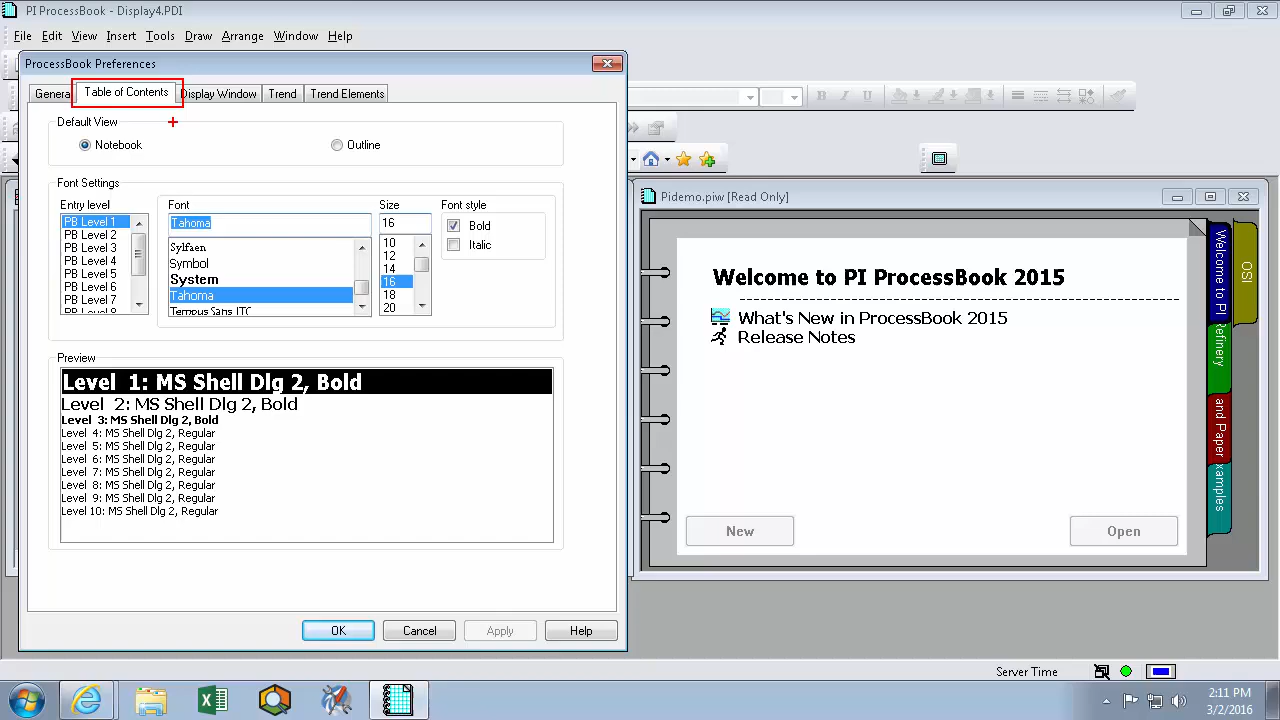 PI ProcessBook - Display4.PDI
File Edit View Insert Tools Draw Arrange Window Help
ProcessBook Preferences
General Table of Contents Display Window Trend Trend Elements
Default View
Notebook Outline
Font Settings
Entry level Font Size Font style
PB Level 1
PB Level 2
PB Level 3
PB Level 4
PB Level 5
PB Level 6
PB Level 7
PB Level 8
Tahoma
Sylfaen
Symbol
System
Tahoma
Tempus Sans ITC
16
10
12
14
16
18
20
Bold
Italic
Preview
Level 1: MS Shell Dlg 2, Bold
Level 2: MS Shell Dlg 2, Bold
Level 3: MS Shell Dlg 2, Bold
Level 4: MS Shell Dlg 2, Regular
Level 5: MS Shell Dlg 2, Regular
Level 6: MS Shell Dlg 2, Regular
Level 7: MS Shell Dlg 2, Regular
Level 8: MS Shell Dlg 2, Regular
Level 9: MS Shell Dlg 2, Regular
Level 10: MS Shell Dlg 2, Regular
OK Cancel Apply Help
B I U
Pidemo.piw [Read Only]
Welcome to PI ProcessBook 2015
What's New in ProcessBook 2015
Release Notes
New Open
Welcome to PI
OSI
Refinery
and Paper
xamples
Server Time
2:11 PM
3/2/2016